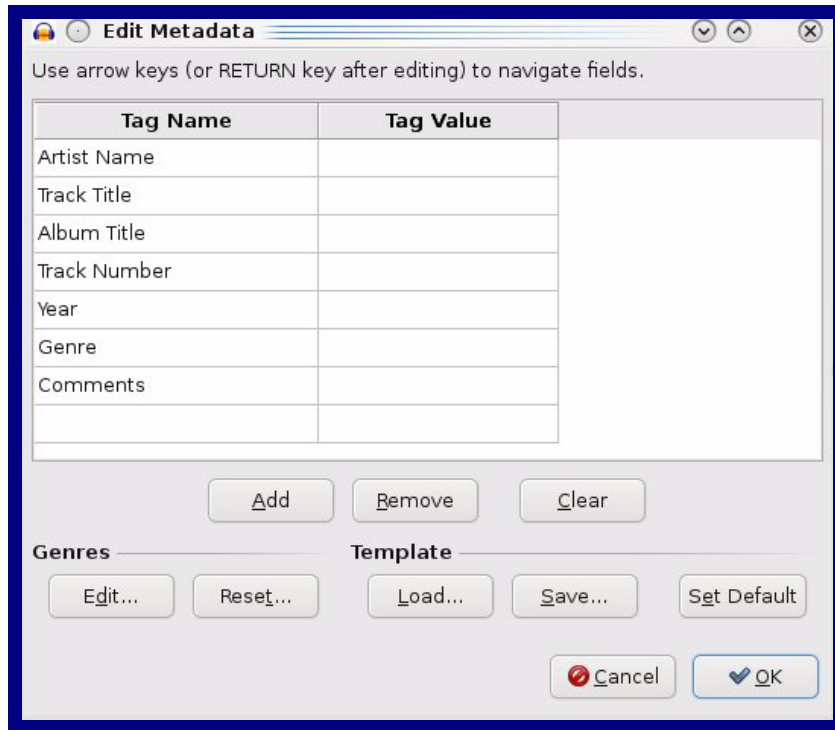 Edit Metadata
Use arrow keys (or RETURN key after editing) to navigate fields.
Tag Name Tag Value
Artist Name
Track Title
Album Title
Track Number
Year
Genre
Comments
Add Remove Clear
Genres Template
Edit... Reset... Load... Save... Set Default
Cancel OK